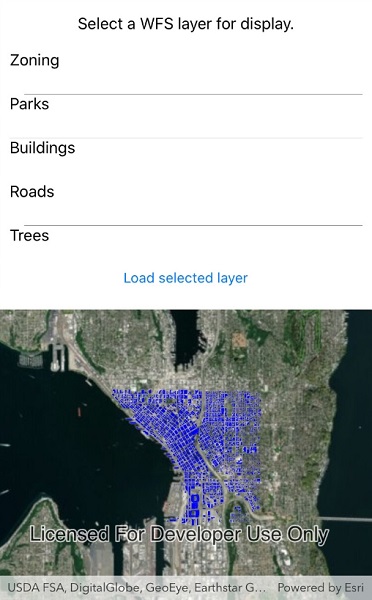 Select a WFS layer for display.
Zoning
Parks
Buildings
Roads
Trees
Load selected layer
Licensed For Developer Use Only
USDA FSA, DigitalGlobe, GeoEye, Earthstar G... Powered by Esri